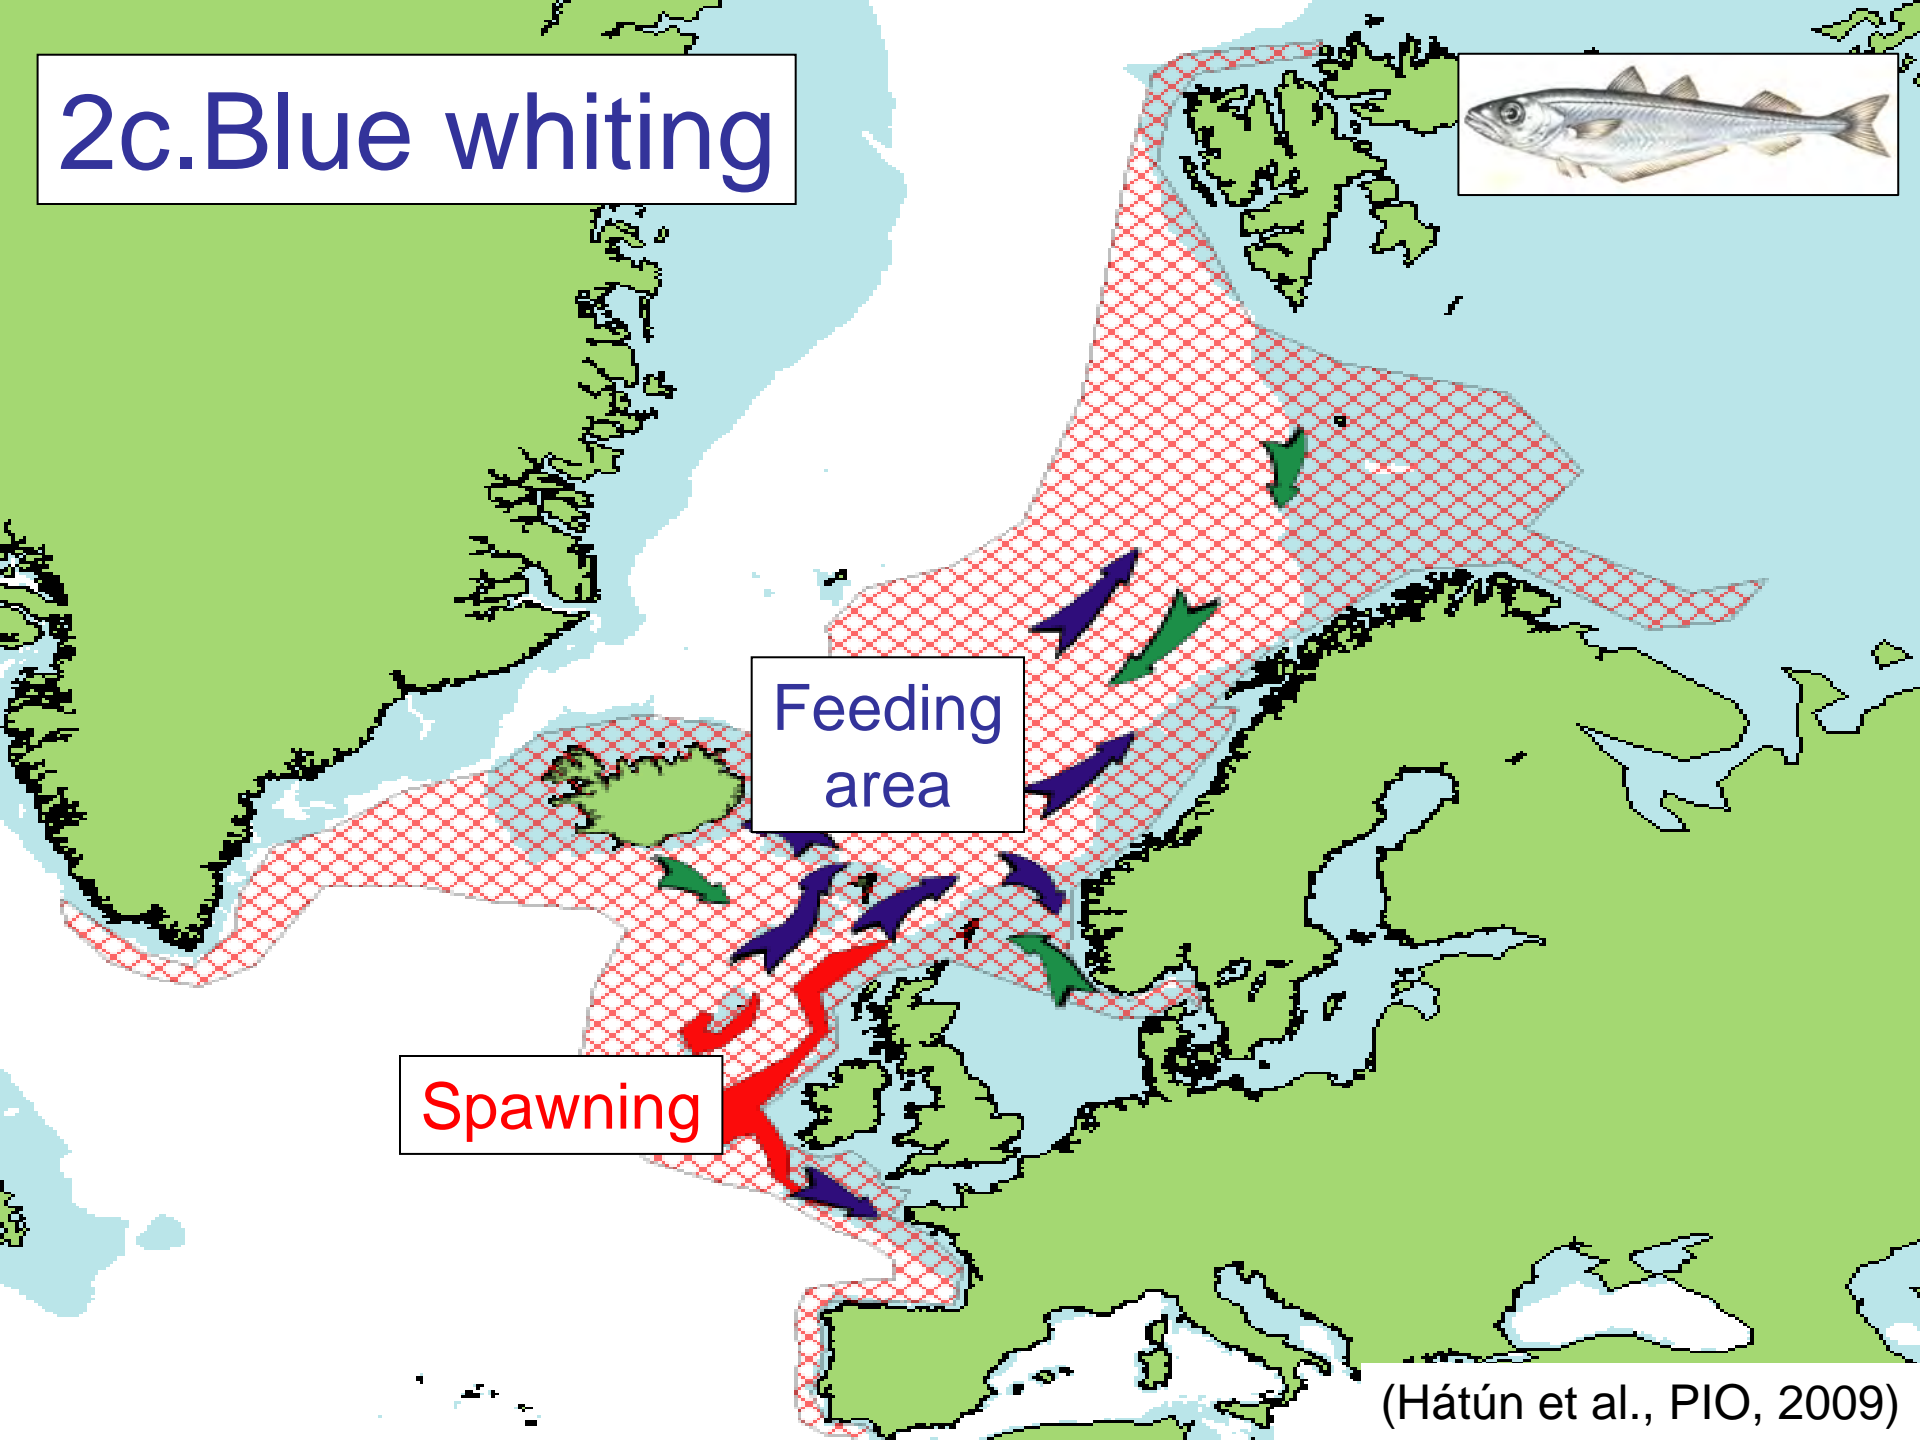 2c.Blue whiting
Feeding
area
Spawning
(Hátún et al., PIO, 2009)